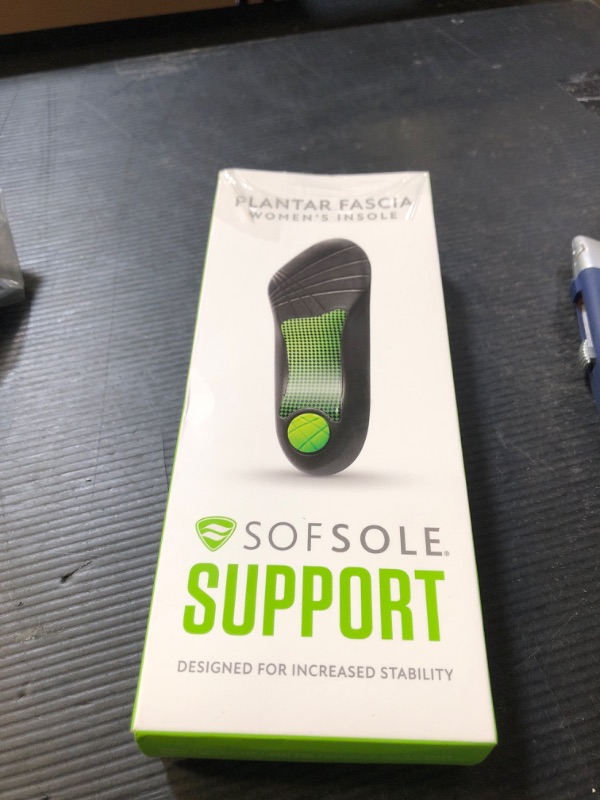 PLANTAR FASCIA
WOMEN'S INSOLE
SOFSOLE®
SUPPORT
DESIGNED FOR INCREASED STABILITY